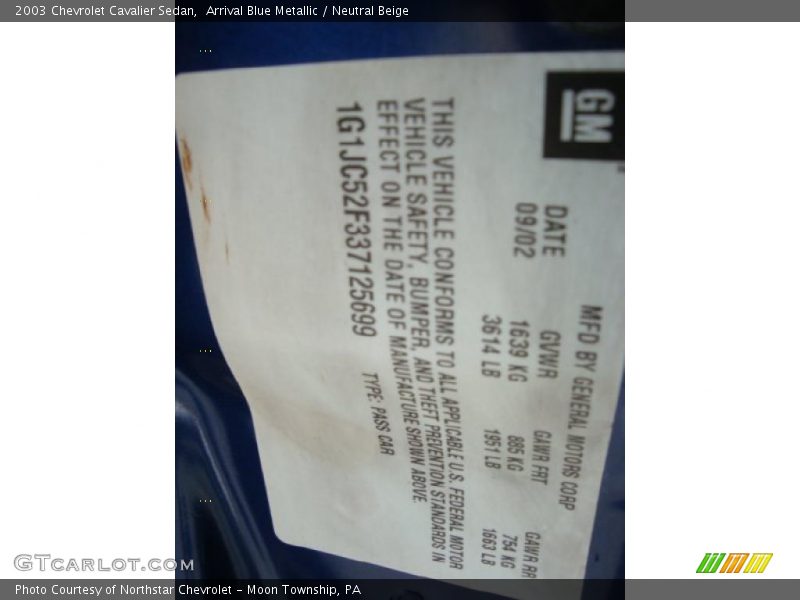 2003 Chevrolet Cavalier Sedan, Arrival Blue Metallic / Neutral Beige
GM
MFD BY GENERAL MOTORS CORP
DATE GVWR GAWR FRT GAWR RR
09/02 1639 KG 885 KG 754 KG
3614 LB 1951 LB 1663 LB
THIS VEHICLE CONFORMS TO ALL APPLICABLE U.S. FEDERAL MOTOR
VEHICLE SAFETY, BUMPER, AND THEFT PREVENTION STANDARDS IN
EFFECT ON THE DATE OF MANUFACTURE SHOWN ABOVE.
1G1JC52F337125699 TYPE: PASS CAR
GTCarLot.com
Photo Courtesy of Northstar Chevrolet - Moon Township, PA